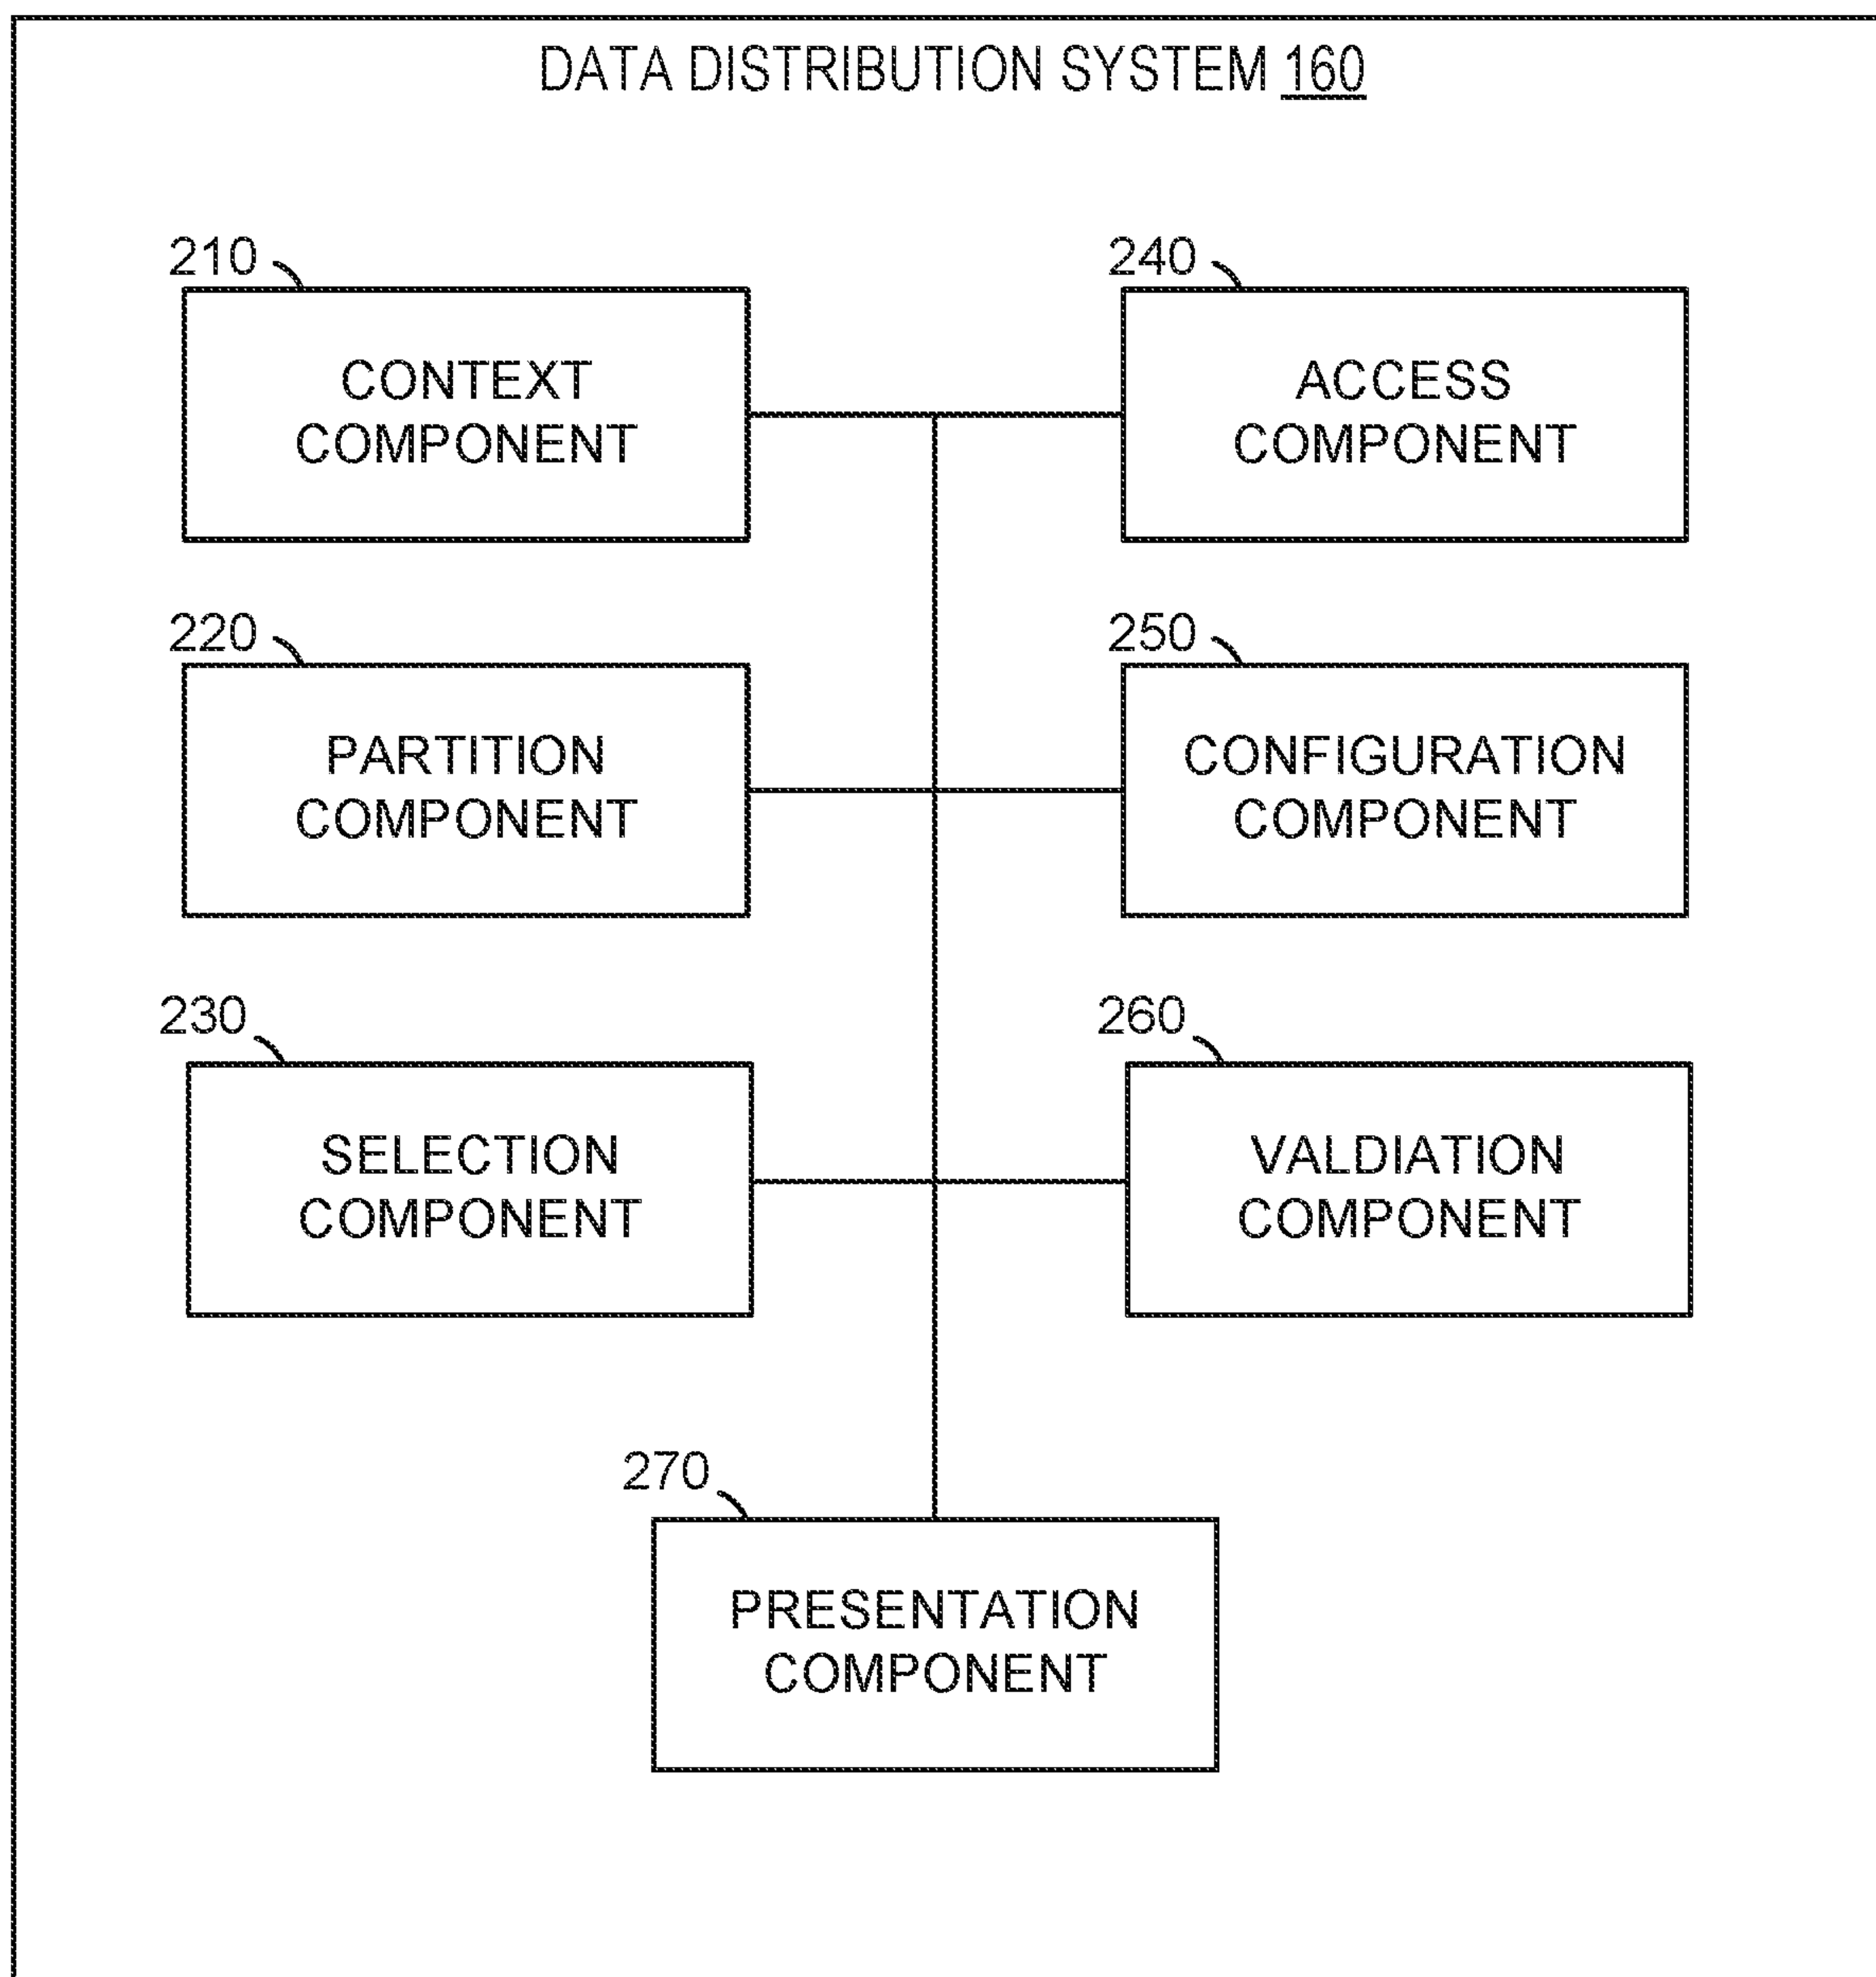 DATA DISTRIBUTION SYSTEM 160
210
CONTEXT
COMPONENT
240
ACCESS
COMPONENT
220
PARTITION
COMPONENT
250
CONFIGURATION
COMPONENT
230
SELECTION
COMPONENT
260
VALDIATION
COMPONENT
270
PRESENTATION
COMPONENT